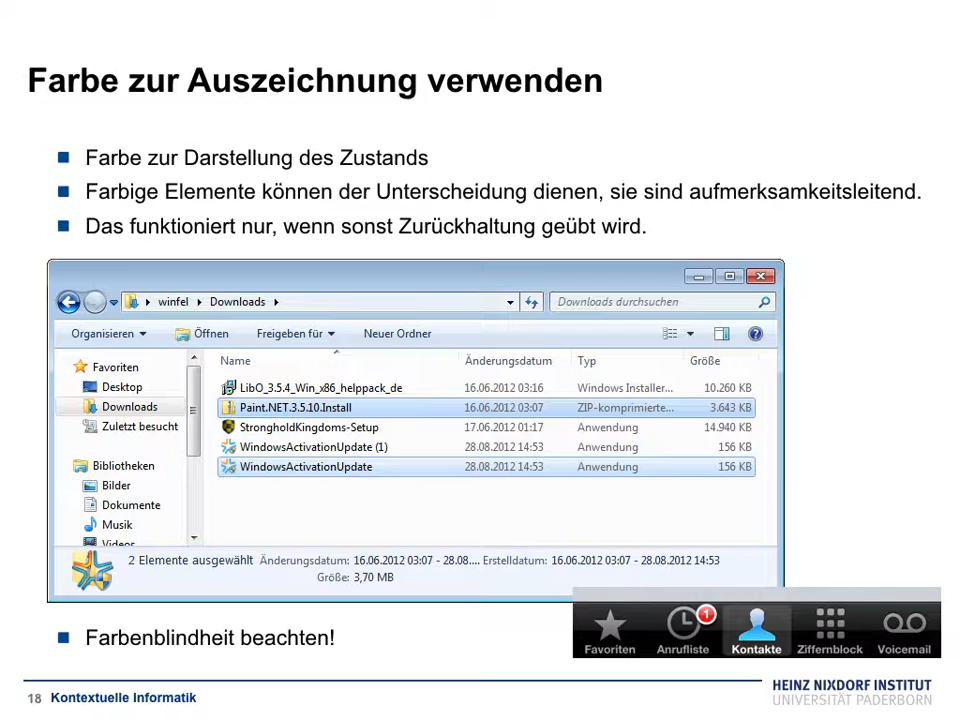 Farbe zur Auszeichnung verwenden
Farbe zur Darstellung des Zustands
Farbige Elemente können der Unterscheidung dienen, sie sind aufmerksamkeitsleitend.
Das funktioniert nur, wenn sonst Zurückhaltung geübt wird.
winfel Downloads Downloads durchsuchen
Organisieren Öffnen Freigeben für Neuer Ordner
Favoriten
Desktop
Downloads
Zuletzt besucht
Bibliotheken
Bilder
Dokumente
Musik
Videos
Name Änderungsdatum Typ Größe
LibO_3.5.4_Win_x86_helppack_de 16.06.2012 03:16 Windows Installer... 10.260 KB
Paint.NET.3.5.10.Install 16.06.2012 03:07 ZIP-komprimierte... 3.643 KB
StrongholdKingdoms-Setup 17.06.2012 01:17 Anwendung 14.940 KB
WindowsActivationUpdate (1) 28.08.2012 14:53 Anwendung 156 KB
WindowsActivationUpdate 28.08.2012 14:53 Anwendung 156 KB
2 Elemente ausgewählt Änderungsdatum: 16.06.2012 03:07 - 28.08.... Erstelldatum: 16.06.2012 03:07 - 28.08.2012 14:53
Größe: 3,70 MB
1
Favoriten Anrufliste Kontakte Ziffernblock Voicemail
Farbenblindheit beachten!
18 Kontextuelle Informatik
HEINZ NIXDORF INSTITUT
UNIVERSITÄT PADERBORN